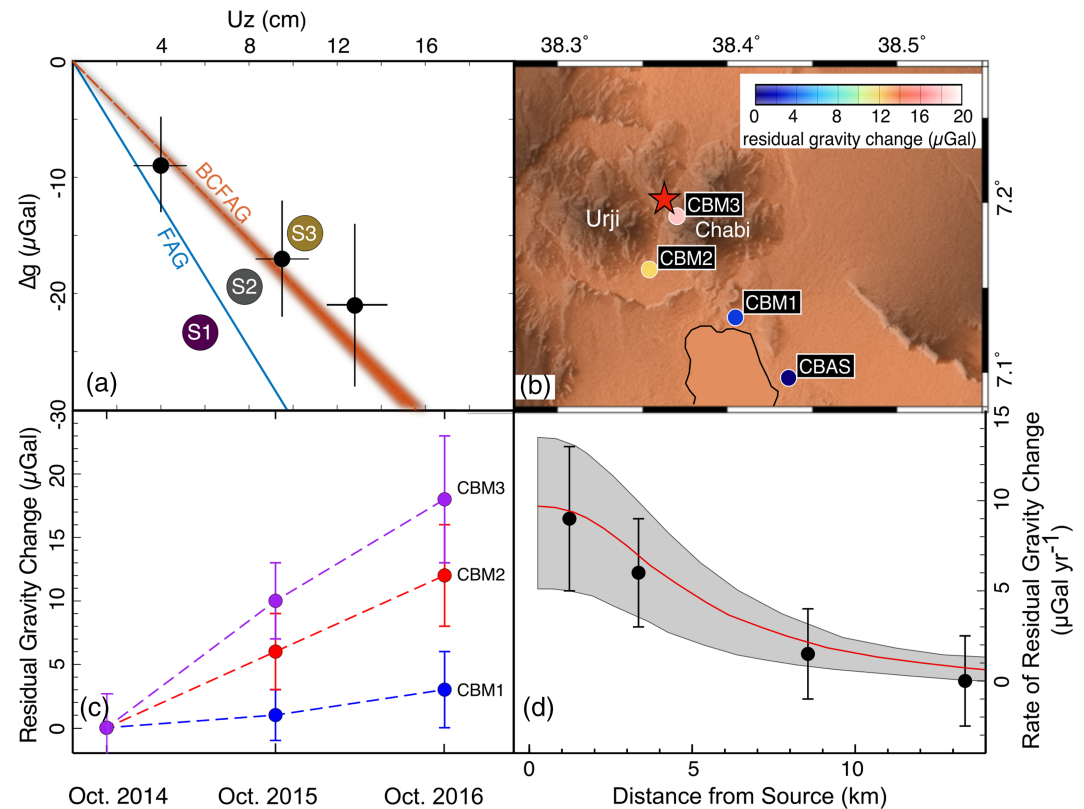 Uz (cm)
4 8 12 16
0
-10
-20
-30
Δg (µGal)
BCFAG
FAG
S3
S2
S1
(a)
38.3° 38.4° 38.5°
0 4 8 12 16 20
residual gravity change (µGal)
Urji
CBM3
Chabi
CBM2
CBM1
CBAS
7.2°
7.1°
(b)
Residual Gravity Change (µGal)
20
15
10
5
0
CBM3
CBM2
CBM1
(c)
Oct. 2014 Oct. 2015 Oct. 2016
15
10
5
0
Rate of Residual Gravity Change
(µGal yr⁻¹)
(d)
0 5 10
Distance from Source (km)